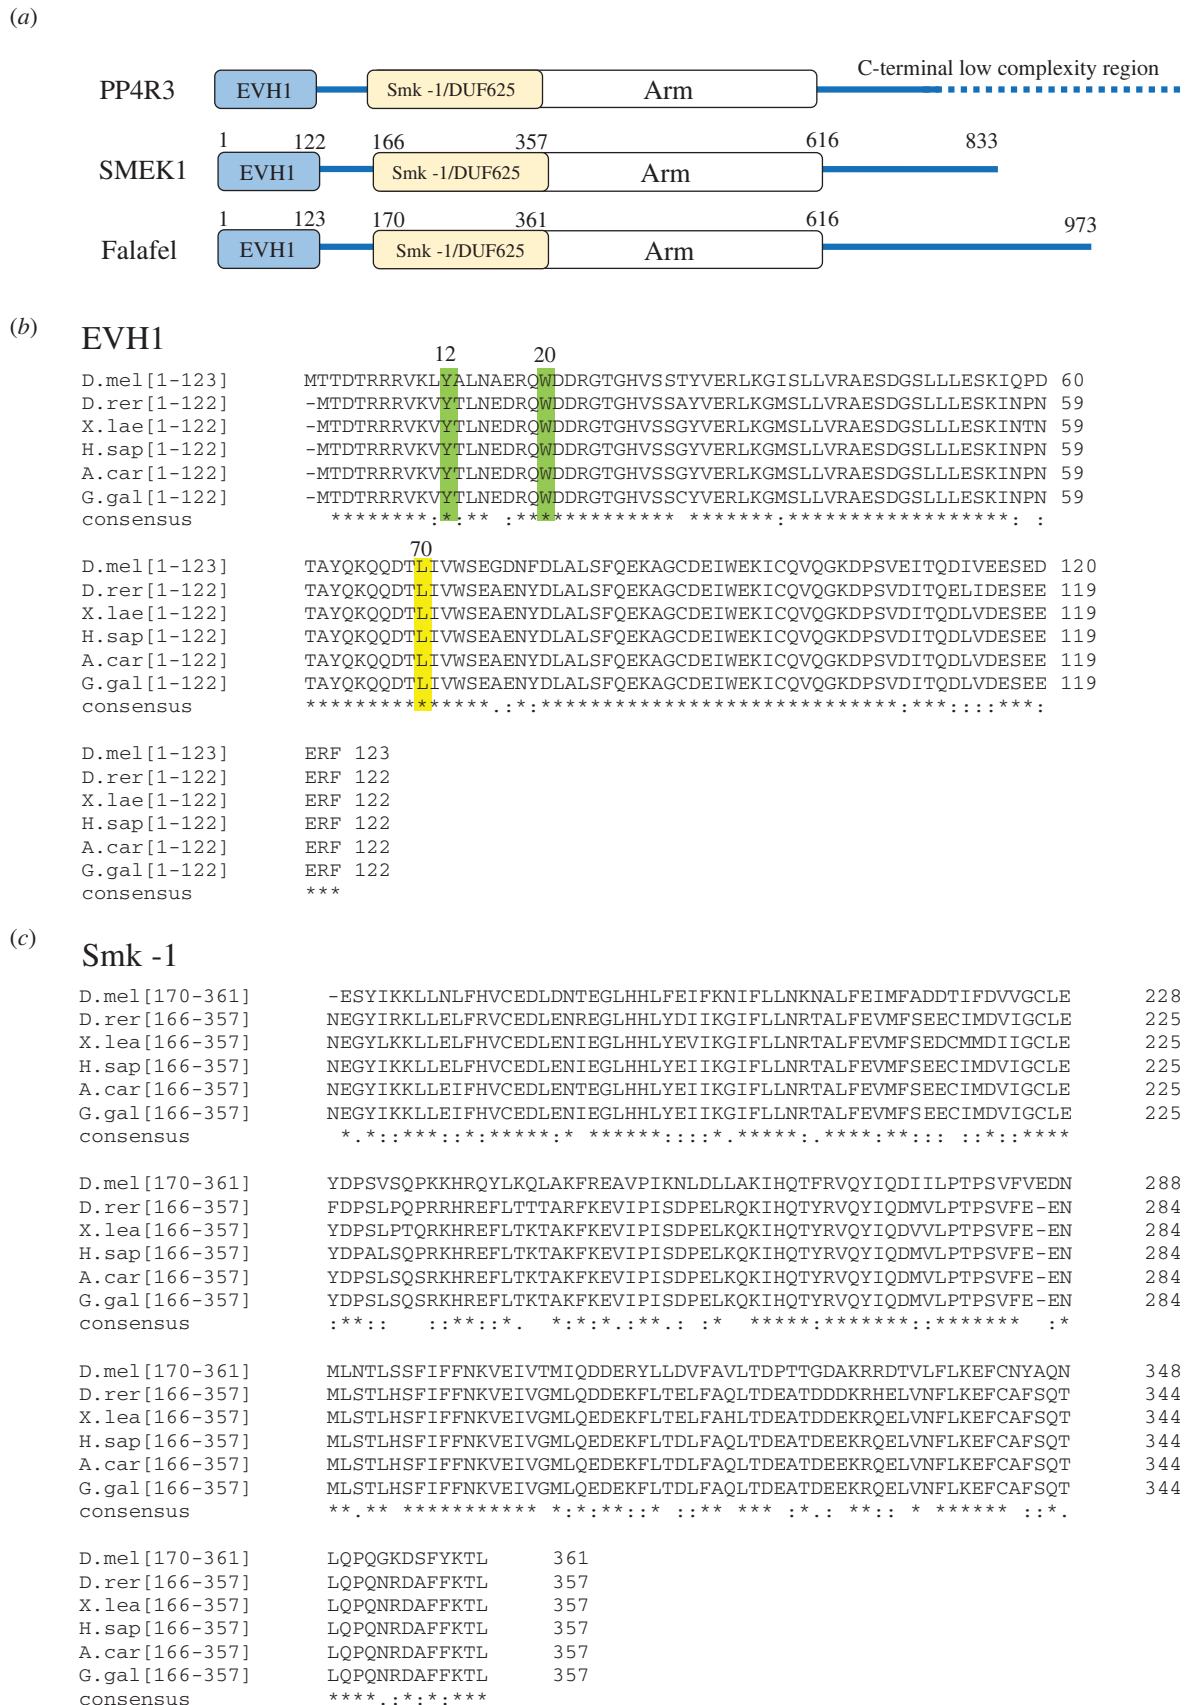 (a)
C-terminal low complexity region
PP4R3 EVH1 Smk -1/DUF625 Arm
1 122 166 357 616 833
SMEK1 EVH1 Smk -1/DUF625 Arm
1 123 170 361 616 973
Falafel EVH1 Smk -1/DUF625 Arm
(b) EVH1
12 20
D.mel[1-123] MTTDTRRRVKLYALNAERQWDDRGTGHVSSTYVERLKGISLLVRAESDGSLLLESKIQPD 60
D.rer[1-122] -MTDTRRRVKVYTLNEDRQWDDRGTGHVSSAYVERLKGMSLLVRAESDGSLLLESKINPN 59
X.lae[1-122] -MTDTRRRVKVYTLNEDRQWDDRGTGHVSSGYVERLKGMSLLVRAESDGSLLLESKINTN 59
H.sap[1-122] -MTDTRRRVKVYTLNEDRQWDDRGTGHVSSGYVERLKGMSLLVRAESDGSLLLESKINPN 59
A.car[1-122] -MTDTRRRVKVYTLNEDRQWDDRGTGHVSSGYVERLKGMSLLVRAESDGSLLLESKINPN 59
G.gal[1-122] -MTDTRRRVKVYTLNEDRQWDDRGTGHVSSCYVERLKGMSLLVRAESDGSLLLESKINPN 59
consensus ********:*:** :************* ********:******************: :
70
D.mel[1-123] TAYQKQQDTLIVWSEGDNFDLALSFQEKAGCDEIWEKICQVQGKDPSVEITQDIVEESED 120
D.rer[1-122] TAYQKQQDTLIVWSEAENYDLALSFQEKAGCDEIWEKICQVQGKDPSVDITQELIDESEE 119
X.lae[1-122] TAYQKQQDTLIVWSEAENYDLALSFQEKAGCDEIWEKICQVQGKDPSVDITQDLVDESEE 119
H.sap[1-122] TAYQKQQDTLIVWSEAENYDLALSFQEKAGCDEIWEKICQVQGKDPSVDITQDLVDESEE 119
A.car[1-122] TAYQKQQDTLIVWSEAENYDLALSFQEKAGCDEIWEKICQVQGKDPSVDITQDLVDESEE 119
G.gal[1-122] TAYQKQQDTLIVWSEAENYDLALSFQEKAGCDEIWEKICQVQGKDPSVDITQDLVDESEE 119
consensus ***************.:*:*****************************:***::::***:
D.mel[1-123] ERF 123
D.rer[1-122] ERF 122
X.lae[1-122] ERF 122
H.sap[1-122] ERF 122
A.car[1-122] ERF 122
G.gal[1-122] ERF 122
consensus ***
(c) Smk -1
D.mel[170-361] -ESYIKKLLNLFHVCEDLDNTEGLHHLFEIFKNIFLLNKNALFEIMFADDTIFDVVGCLE 228
D.rer[166-357] NEGYIRKLLELFRVCEDLENREGLHHLYDIIKGIFLLNRTALFEVMFSEECIMDVIGCLE 225
X.lea[166-357] NEGYLKKLLELFHVCEDLENIEGLHHLYEVIKGIFLLNRTALFEVMFSEDCMMDIIGCLE 225
H.sap[166-357] NEGYIKKLLEIFHVCEDLENIEGLHHLYEIIKGIFLLNRTALFEVMFSEECIMDVIGCLE 225
A.car[166-357] NEGYIKKLLEIFHVCEDLENTEGLHHLYEIIKGIFLLNRTALFEVMFSEECIMDVIGCLE 225
G.gal[166-357] NEGYIKKLLEIFHVCEDLENIEGLHHLYEIIKGIFLLNRTALFEVMFSEECIMDVIGCLE 225
consensus *.*::***::*:*****:* ******::::*.*****:.****:**::: ::*::****
D.mel[170-361] YDPSVSQPKKHRQYLKQLAKFREAVPIKNLDLLAKIHQTFRVQYIQDIILPTPSVFVEDN 288
D.rer[166-357] FDPSLPQPRRHREFLTTTARFKEVIPISDPELRQKIHQTYRVQYIQDMVLPTPSVFE-EN 284
X.lea[166-357] YDPSLPTQRKHREFLTKTAKFKEVIPISDPELKQKIHQTYRVQYIQDVVLPTPSVFE-EN 284
H.sap[166-357] YDPALSQPRKHREFLTKTAKFKEVIPISDPELKQKIHQTYRVQYIQDMVLPTPSVFE-EN 284
A.car[166-357] YDPSLSQSRKHREFLTKTAKFKEVIPISDPELKQKIHQTYRVQYIQDMVLPTPSVFE-EN 284
G.gal[166-357] YDPSLSQSRKHREFLTKTAKFKEVIPISDPELKQKIHQTYRVQYIQDMVLPTPSVFE-EN 284
consensus :**:: ::**::*. *:*:*.:**.: :* *****:*******::******* :*
D.mel[170-361] MLNTLSSFIFFNKVEIVTMIQDDERYLLDVFAVLTDPTTGDAKRRDTVLFLKEFCNYAQN 348
D.rer[166-357] MLSTLHSFIFFNKVEIVGMLQEDEKFLTELFAQLTDEATDDDKRHELVNFLKEFCAFSQT 344
X.lea[166-357] MLSTLHSFIFFNKVEIVGMLQEDEKFLTELFAHLTDEATDDEKRQELVNFLKEFCAFSQT 344
H.sap[166-357] MLSTLHSFIFFNKVEIVGMLQEDEKFLTDLFAQLTDEATDEEKRQELVNFLKEFCAFSQT 344
A.car[166-357] MLSTLHSFIFFNKVEIVGMLQEDEKFLTDLFAQLTDEATDEEKRQELVNFLKEFCAFSQT 344
G.gal[166-357] MLSTLHSFIFFNKVEIVGMLQEDEKFLTDLFAQLTDEATDEEKRQELVNFLKEFCAFSQT 344
consensus **.** *********** *:*:**::* ::** *** :*.: **:: * ****** ::*.
D.mel[170-361] LQPQGKDSFYKTL 361
D.rer[166-357] LQPQNRDAFFKTL 357
X.lea[166-357] LQPQNRDAFFKTL 357
H.sap[166-357] LQPQNRDAFFKTL 357
A.car[166-357] LQPQNRDAFFKTL 357
G.gal[166-357] LQPQNRDAFFKTL 357
consensus ****.:*:*:***